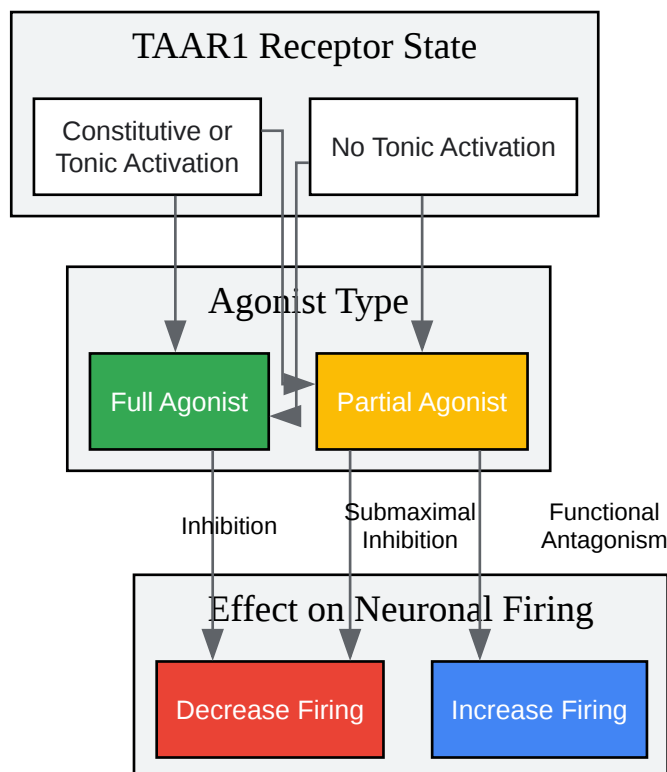 TAAR1 Receptor State
Constitutive or
Tonic Activation
No Tonic Activation
Agonist Type
Full Agonist
Partial Agonist
Inhibition
Submaximal
Inhibition
Functional
Antagonism
Effect on Neuronal Firing
Decrease Firing
Increase Firing